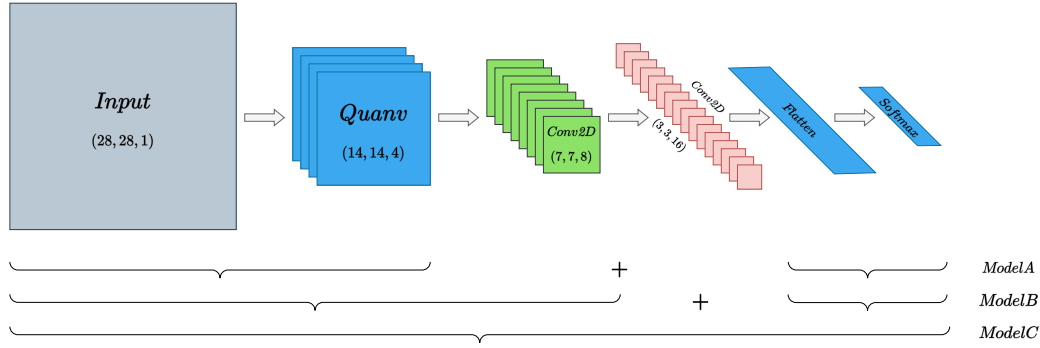 Input
(28, 28, 1)
Quanv
(14, 14, 4)
Conv2D
(7, 7, 8)
Conv2D
(3, 3, 16)
Flatten
Softmax
+
ModelA
+
ModelB
ModelC